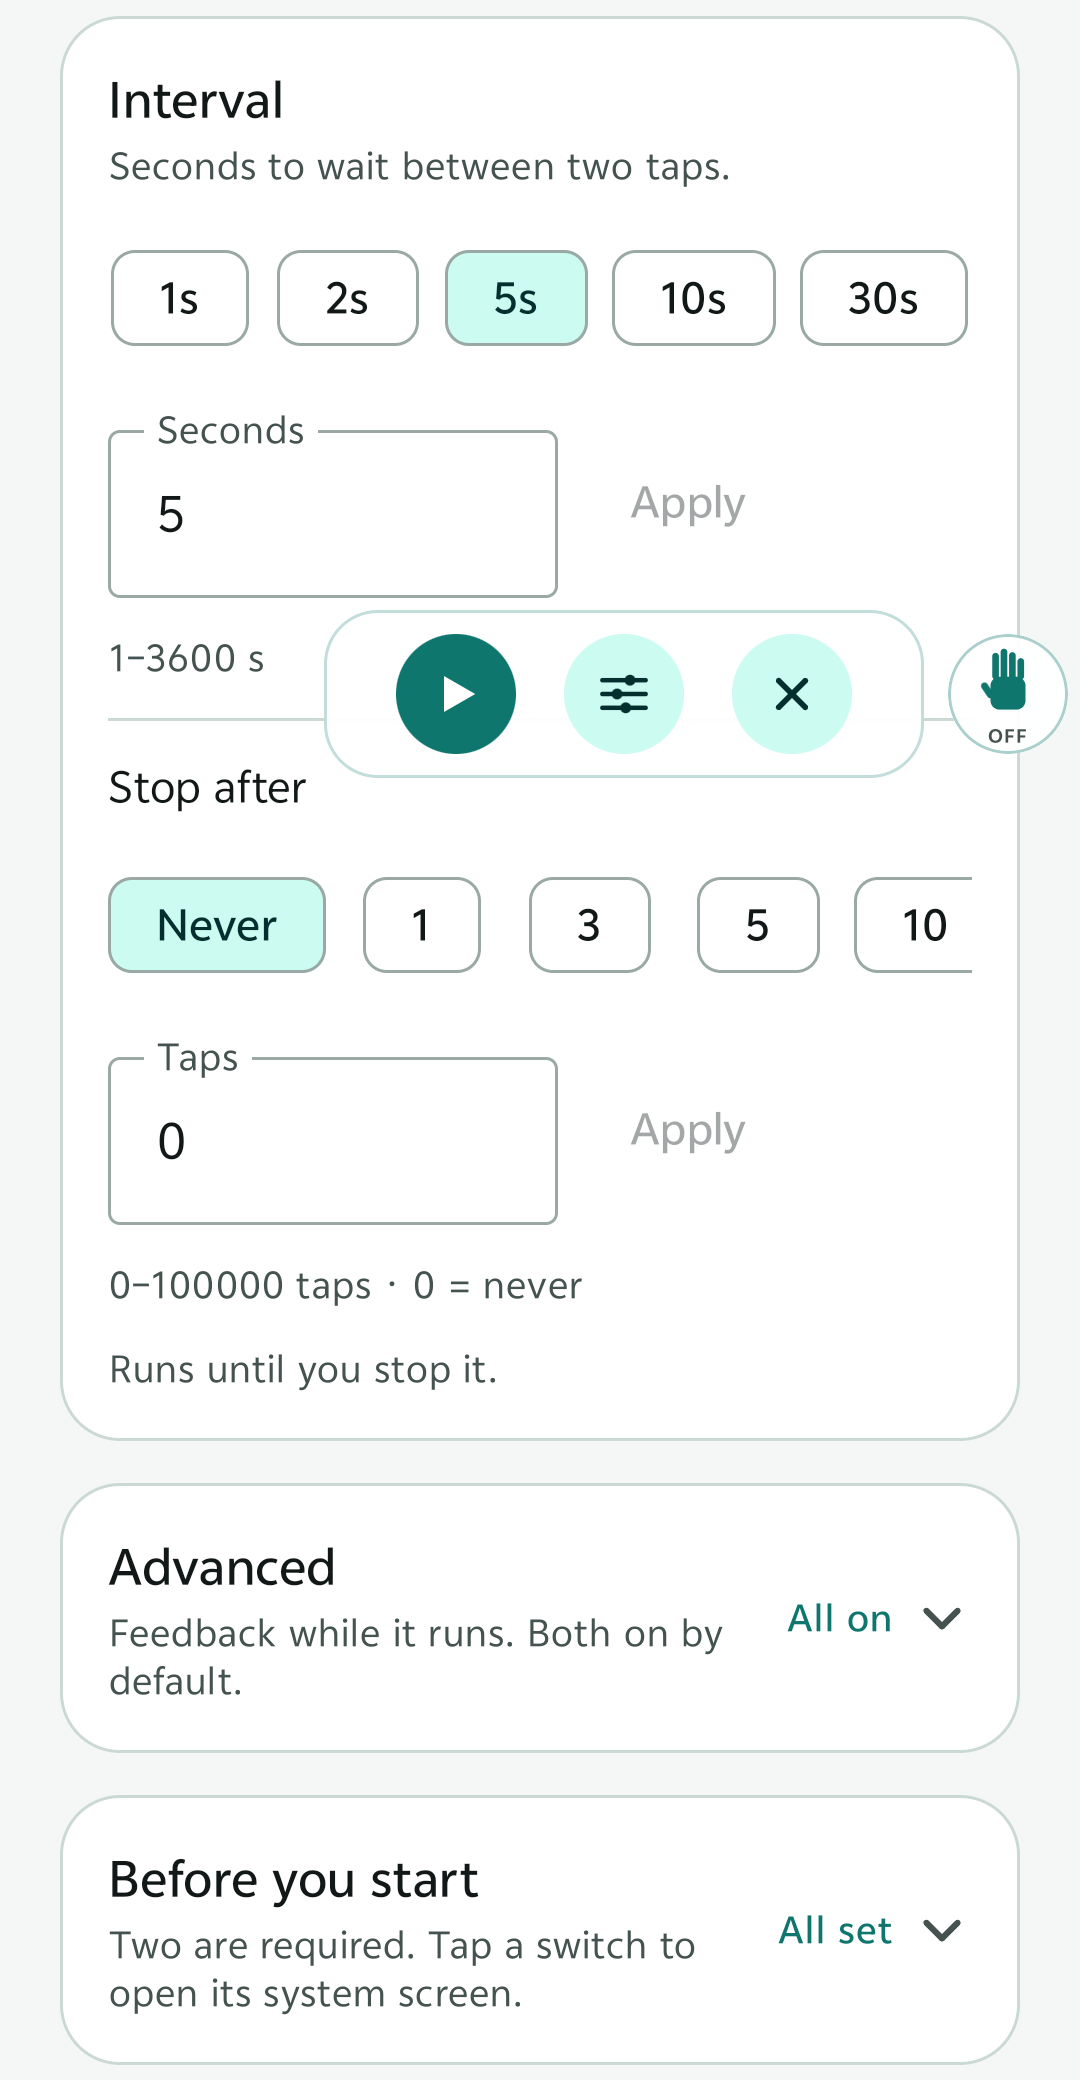 Interval
Seconds to wait between two taps.
1s 2s 5s 10s 30s
Seconds
5 Apply
1–3600 s
OFF
Stop after
Never 1 3 5 10
Taps
0 Apply
0–100000 taps · 0 = never
Runs until you stop it.
Advanced
Feedback while it runs. Both on by
default.
All on
Before you start
Two are required. Tap a switch to
open its system screen.
All set